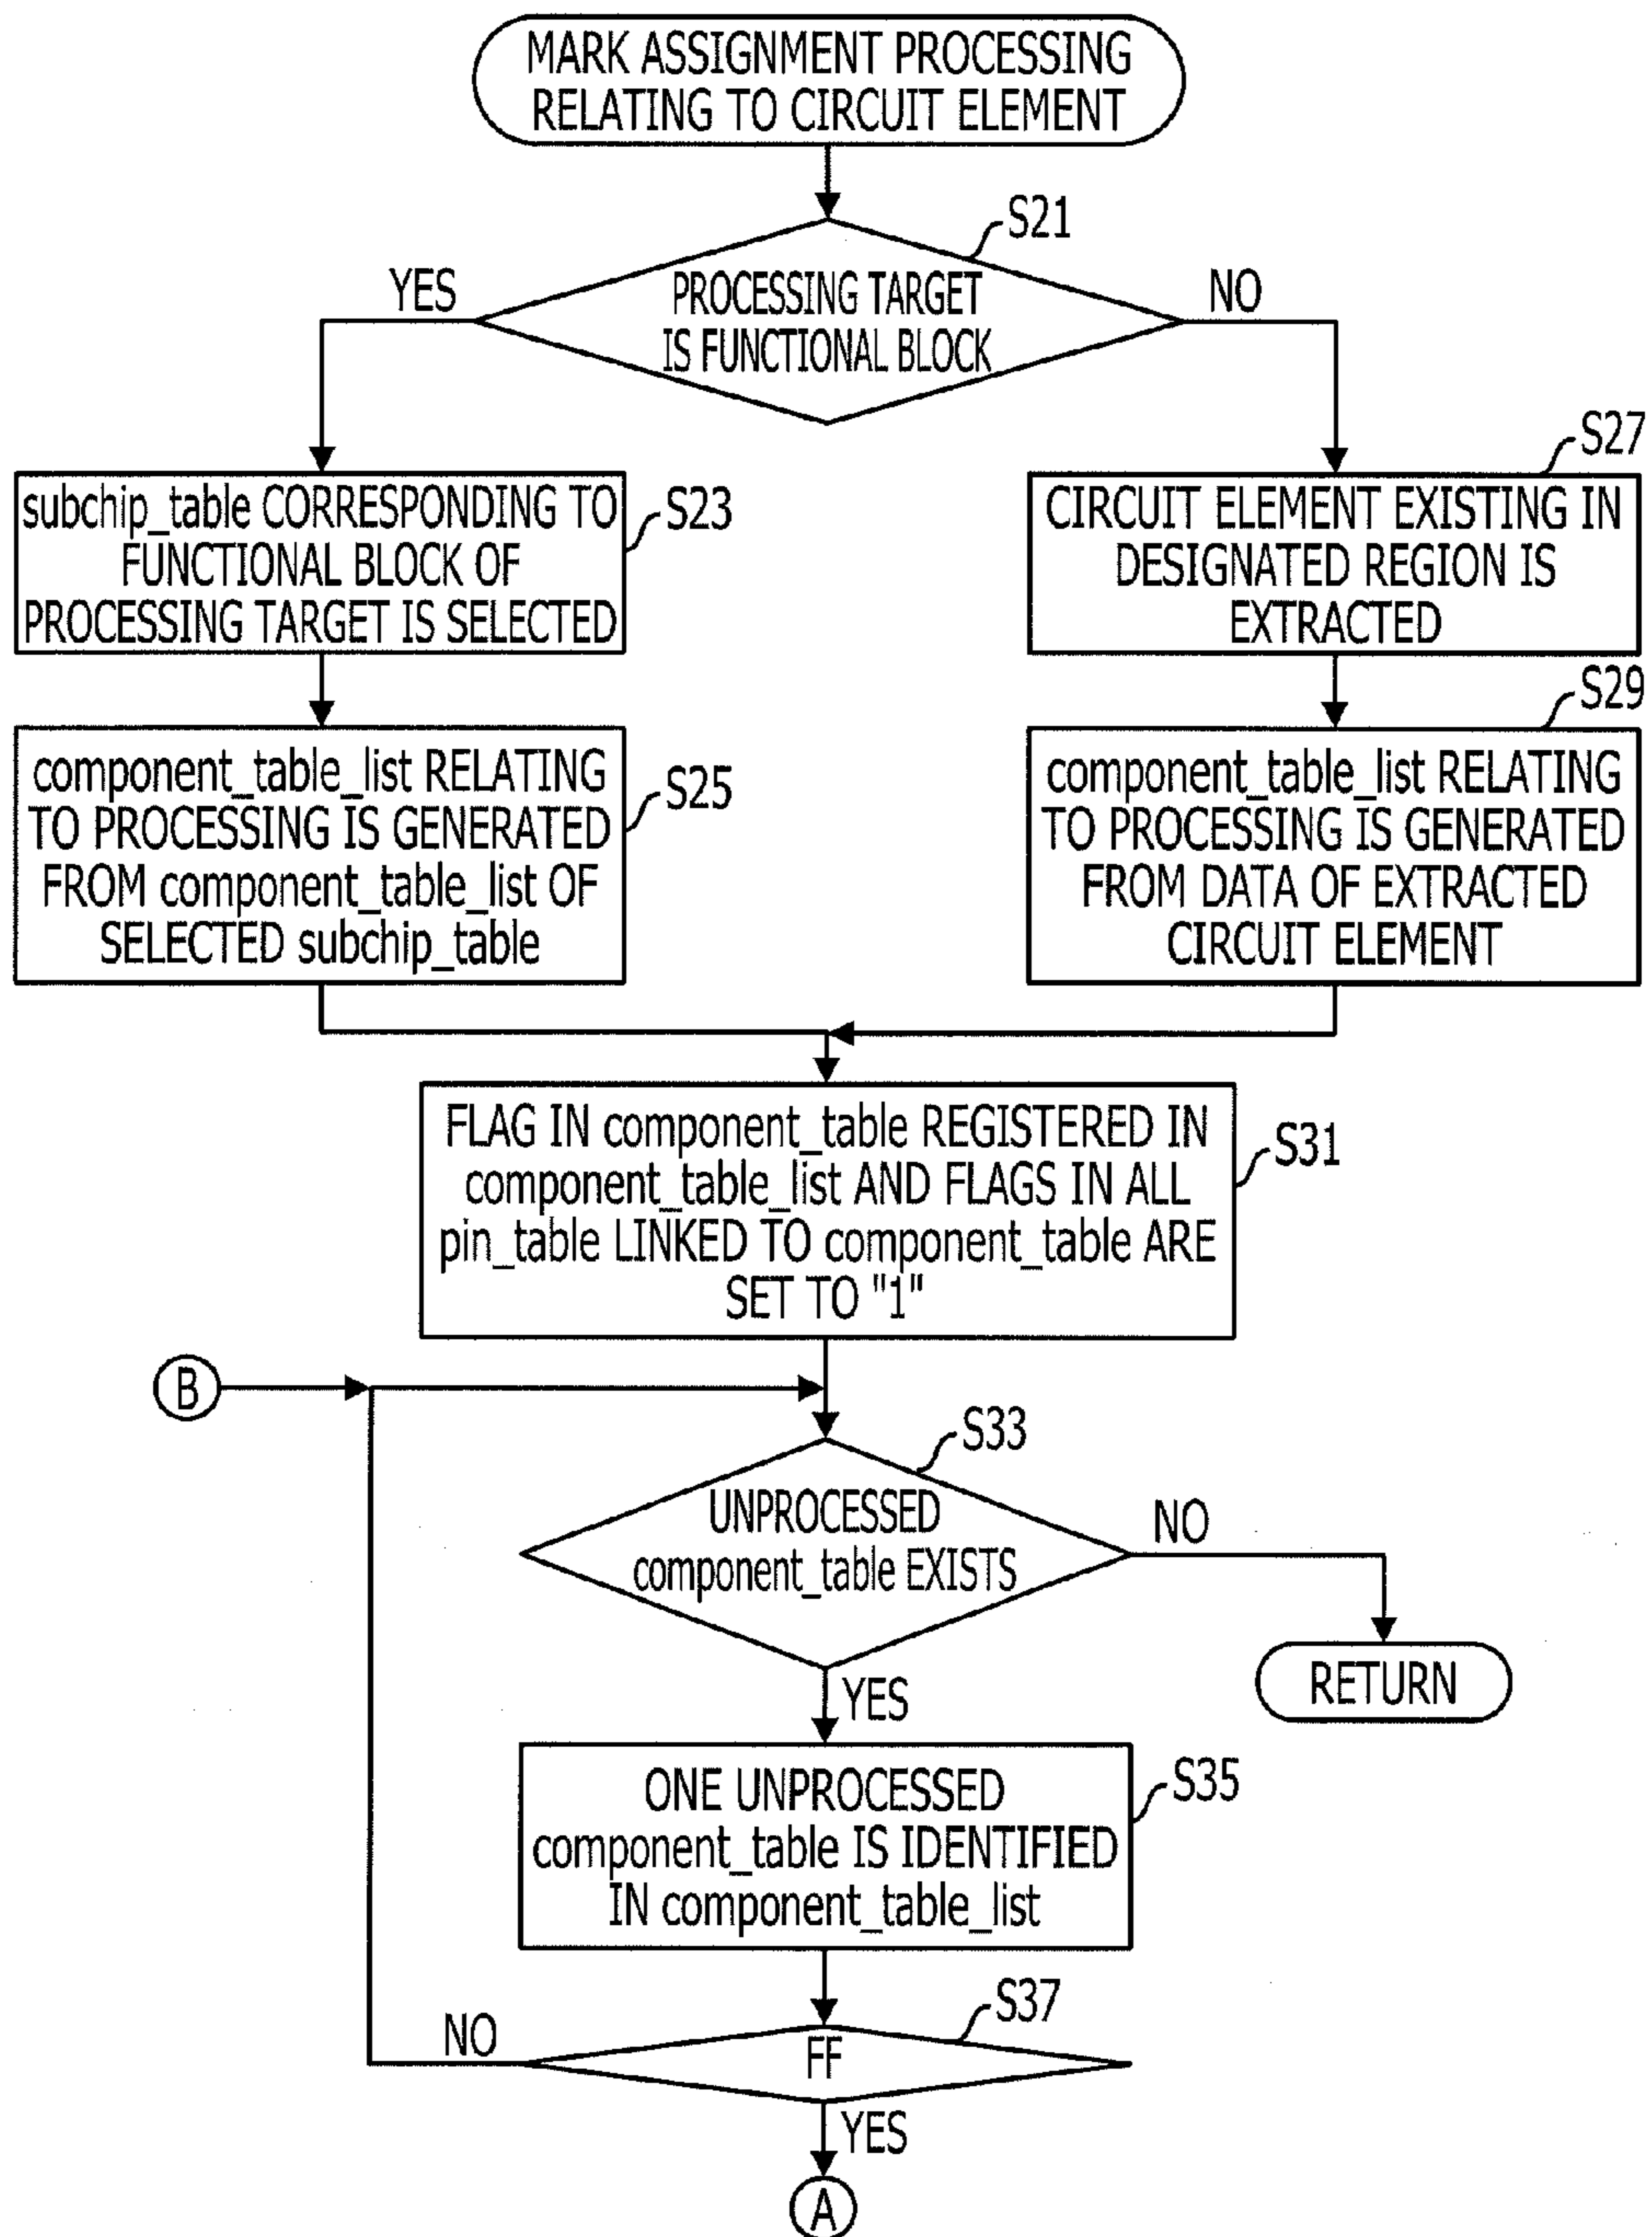 MARK ASSIGNMENT PROCESSING
RELATING TO CIRCUIT ELEMENT
S21
YES
PROCESSING TARGET
IS FUNCTIONAL BLOCK
NO
S23
subchip_table CORRESPONDING TO
FUNCTIONAL BLOCK OF
PROCESSING TARGET IS SELECTED
S27
CIRCUIT ELEMENT EXISTING IN
DESIGNATED REGION IS
EXTRACTED
S25
component_table_list RELATING
TO PROCESSING IS GENERATED
FROM component_table_list OF
SELECTED subchip_table
S29
component_table_list RELATING
TO PROCESSING IS GENERATED
FROM DATA OF EXTRACTED
CIRCUIT ELEMENT
S31
FLAG IN component_table REGISTERED IN
component_table_list AND FLAGS IN ALL
pin_table LINKED TO component_table ARE
SET TO "1"
B
S33
UNPROCESSED
component_table EXISTS
NO
RETURN
YES
S35
ONE UNPROCESSED
component_table IS IDENTIFIED
IN component_table_list
S37
NO
FF
YES
A